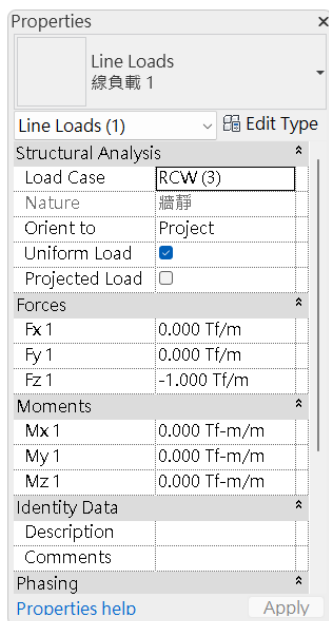 Properties
Line Loads
線負載 1
Line Loads (1)
Edit Type
Structural Analysis
Load Case RCW (3)
Nature 牆靜
Orient to Project
Uniform Load
Projected Load
Forces
Fx 1 0.000 Tf/m
Fy 1 0.000 Tf/m
Fz 1 -1.000 Tf/m
Moments
Mx 1 0.000 Tf-m/m
My 1 0.000 Tf-m/m
Mz 1 0.000 Tf-m/m
Identity Data
Description
Comments
Phasing
Properties help Apply